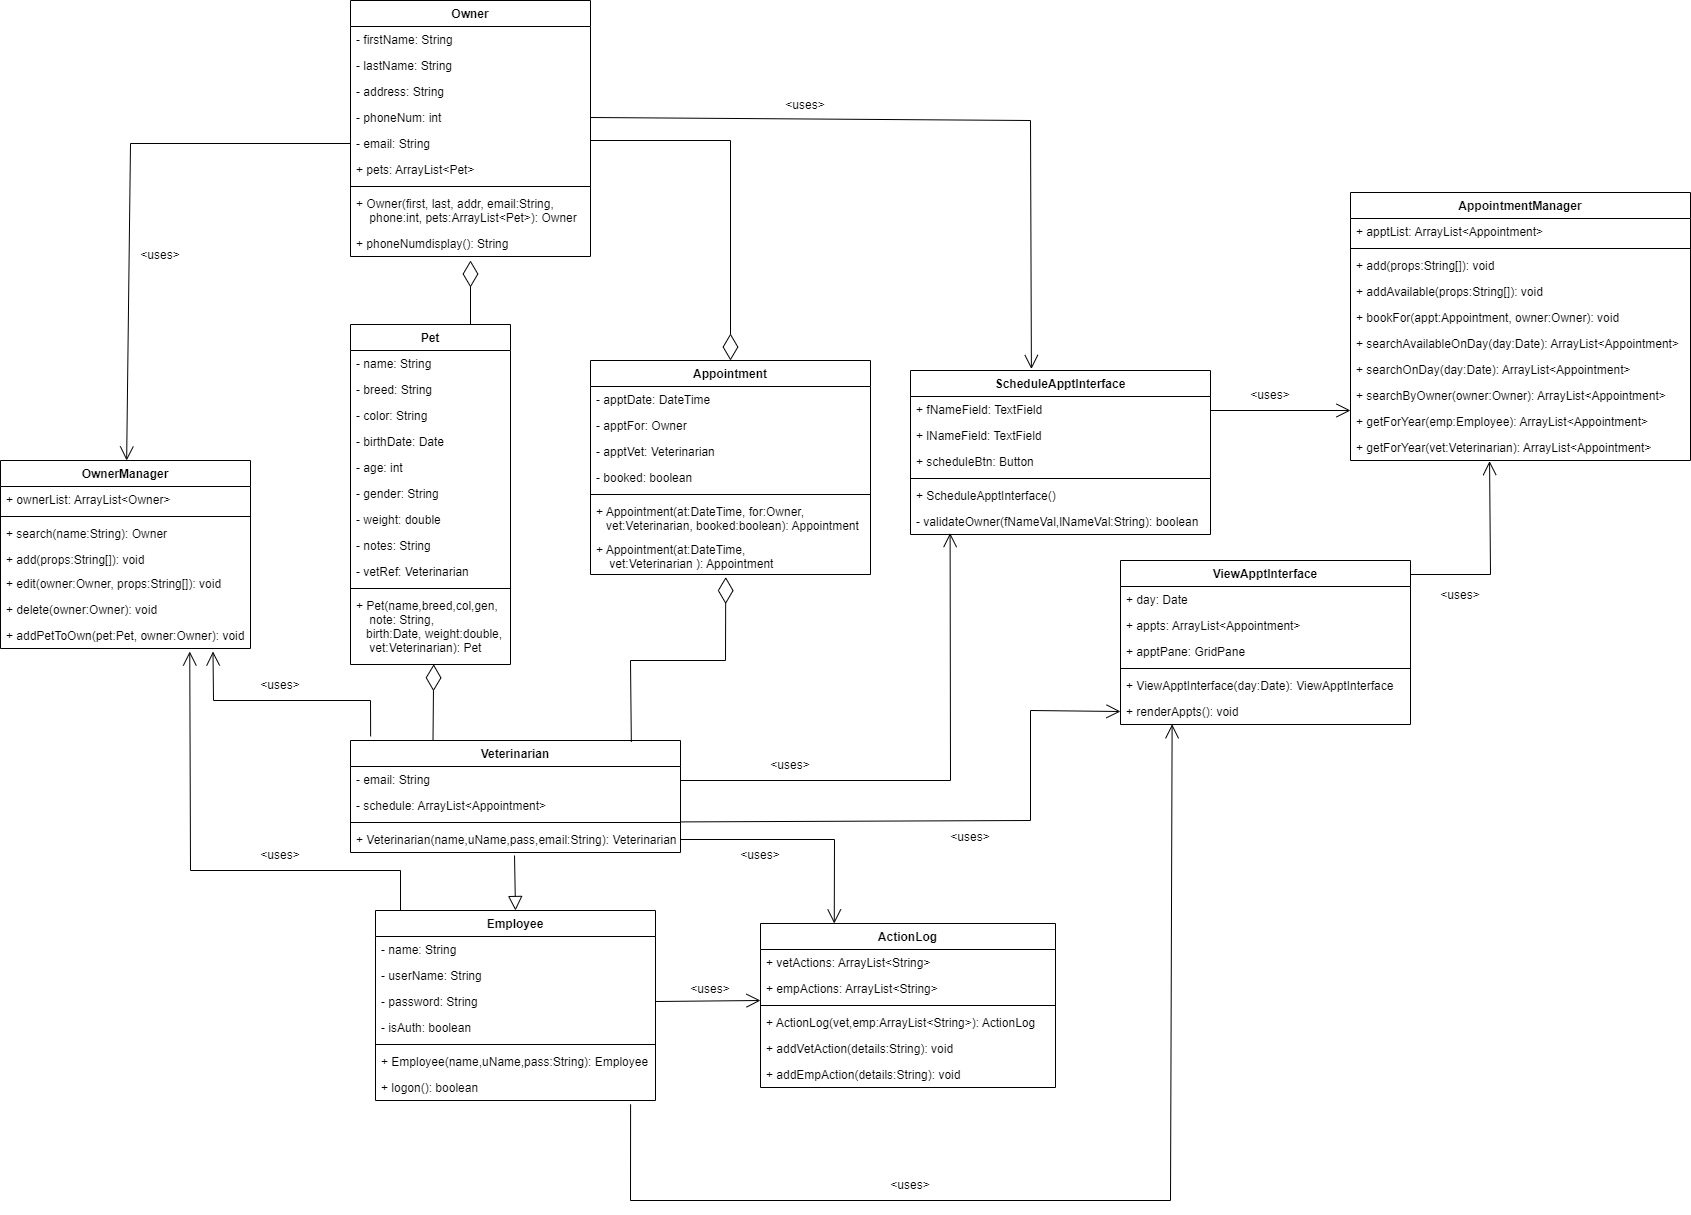 Owner
- firstName: String
- lastName: String
- address: String
- phoneNum: int
- email: String
+ pets: ArrayList<Pet>
+ Owner(first, last, addr, email:String,
phone:int, pets:ArrayList<Pet>): Owner
+ phoneNumdisplay(): String
<uses>
<uses>
AppointmentManager
+ apptList: ArrayList<Appointment>
+ add(props:String[]): void
+ addAvailable(props:String[]): void
+ bookFor(appt:Appointment, owner:Owner): void
+ searchAvailableOnDay(day:Date): ArrayList<Appointment>
+ searchOnDay(day:Date): ArrayList<Appointment>
+ searchByOwner(owner:Owner): ArrayList<Appointment>
+ getForYear(emp:Employee): ArrayList<Appointment>
+ getForYear(vet:Veterinarian): ArrayList<Appointment>
Pet
- name: String
- breed: String
- color: String
- birthDate: Date
- age: int
- gender: String
- weight: double
- notes: String
- vetRef: Veterinarian
+ Pet(name,breed,col,gen,
note: String,
birth:Date, weight:double,
vet:Veterinarian): Pet
Appointment
- apptDate: DateTime
- apptFor: Owner
- apptVet: Veterinarian
- booked: boolean
+ Appointment(at:DateTime, for:Owner,
vet:Veterinarian, booked:boolean): Appointment
+ Appointment(at:DateTime,
vet:Veterinarian ): Appointment
ScheduleApptInterface
+ fNameField: TextField
+ lNameField: TextField
+ scheduleBtn: Button
+ ScheduleApptInterface()
- validateOwner(fNameVal,lNameVal:String): boolean
<uses>
OwnerManager
+ ownerList: ArrayList<Owner>
+ search(name:String): Owner
+ add(props:String[]): void
+ edit(owner:Owner, props:String[]): void
+ delete(owner:Owner): void
+ addPetToOwn(pet:Pet, owner:Owner): void
ViewApptInterface
+ day: Date
+ appts: ArrayList<Appointment>
+ apptPane: GridPane
+ ViewApptInterface(day:Date): ViewApptInterface
+ renderAppts(): void
<uses>
<uses>
Veterinarian
- email: String
- schedule: ArrayList<Appointment>
+ Veterinarian(name,uName,pass,email:String): Veterinarian
<uses>
<uses>
<uses>
<uses>
Employee
- name: String
- userName: String
- password: String
- isAuth: boolean
+ Employee(name,uName,pass:String): Employee
+ logon(): boolean
<uses>
ActionLog
+ vetActions: ArrayList<String>
+ empActions: ArrayList<String>
+ ActionLog(vet,emp:ArrayList<String>): ActionLog
+ addVetAction(details:String): void
+ addEmpAction(details:String): void
<uses>